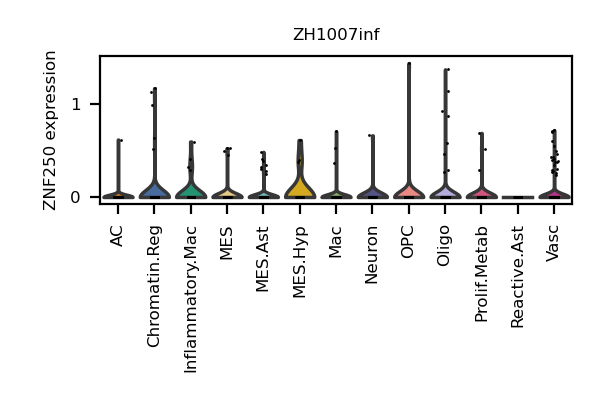 ZH1007inf
ZNF250 expression
1
0
AC
Chromatin.Reg
Inflammatory.Mac
MES
MES.Ast
MES.Hyp
Mac
Neuron
OPC
Oligo
Prolif.Metab
Reactive.Ast
Vasc